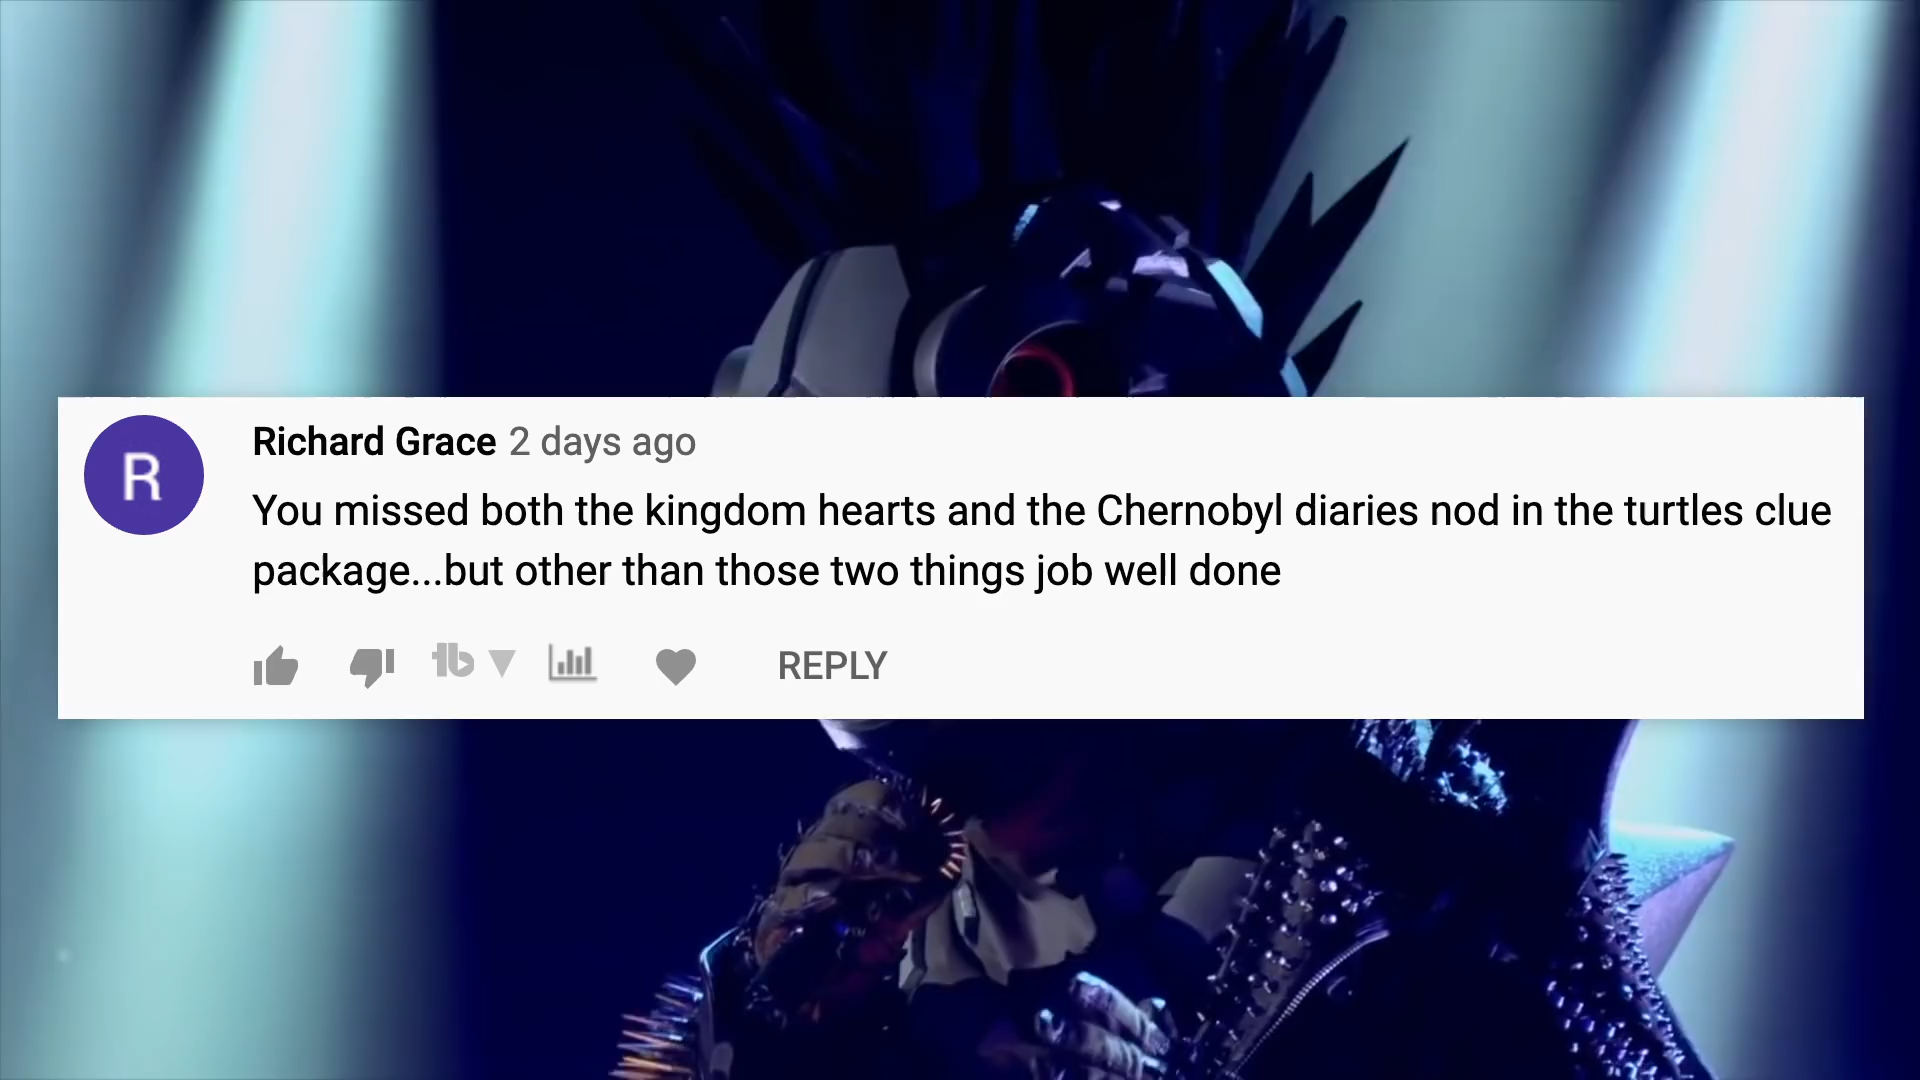 R
Richard Grace 2 days ago
You missed both the kingdom hearts and the Chernobyl diaries nod in the turtles clue
package...but other than those two things job well done
tb
REPLY